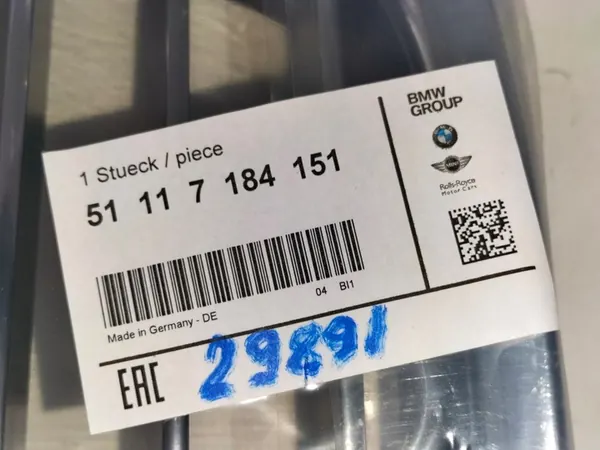 1 Stueck / piece
51 11 7 184 151
Made in Germany - DE
04 BI1
BMW
GROUP
Rolls-Royce
Motor Cars
EAC
29891